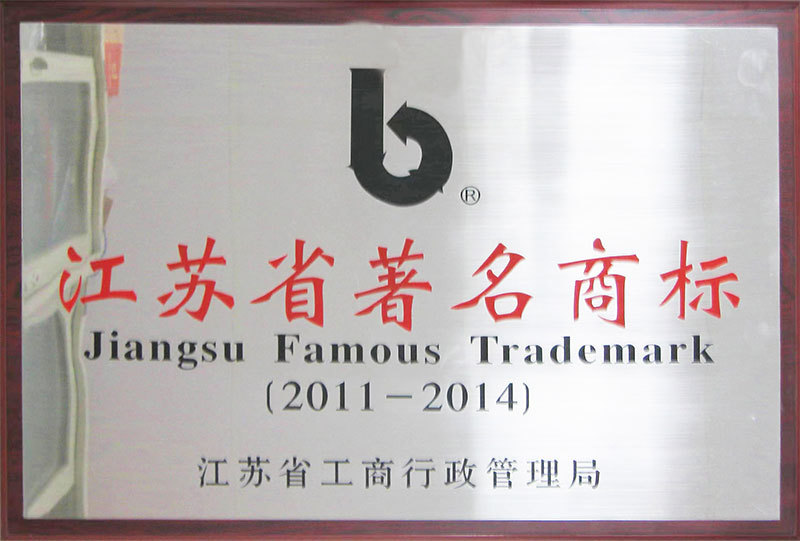 b®
江苏省著名商标
Jiangsu Famous Trademark
(2011-2014)
江苏省工商行政管理局